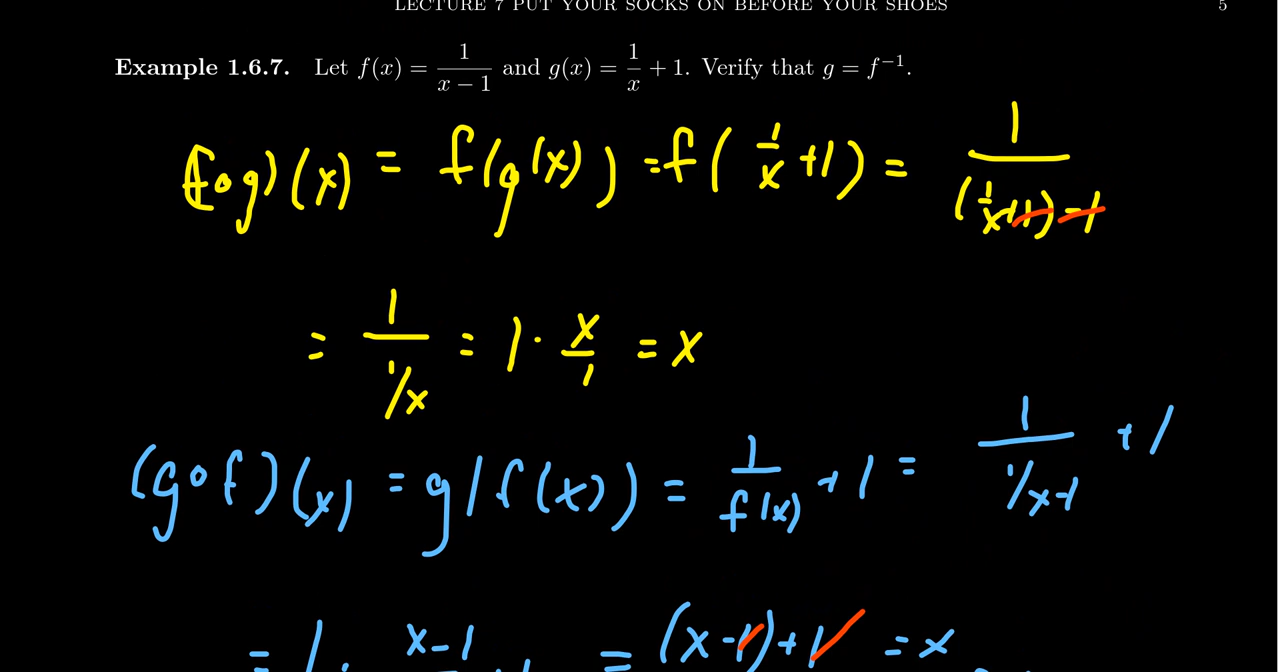 LECTURE 7 PUT YOUR SOCKS ON BEFORE YOUR SHOES 5
Example 1.6.7. Let f(x) = 1/(x − 1) and g(x) = 1/x + 1. Verify that g = f⁻¹.
(f∘g)(x) = f(g(x)) = f(1/x + 1) = 1/((1/x + 1) − 1)
= 1/(1/x) = 1 · x/1 = x
(g∘f)(x) = g(f(x)) = 1/f(x) + 1 = 1/(1/x-1) + 1
= 1 · x-1 = (x-1)+1 = x